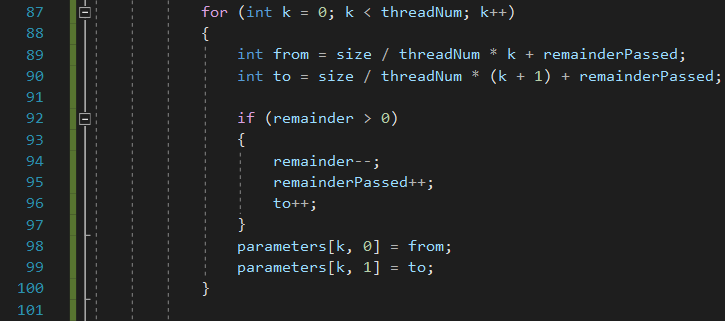 87 for (int k = 0; k < threadNum; k++)
88 {
89 int from = size / threadNum * k + remainderPassed;
90 int to = size / threadNum * (k + 1) + remainderPassed;
91
92 if (remainder > 0)
93 {
94 remainder--;
95 remainderPassed++;
96 to++;
97 }
98 parameters[k, 0] = from;
99 parameters[k, 1] = to;
100 }
101